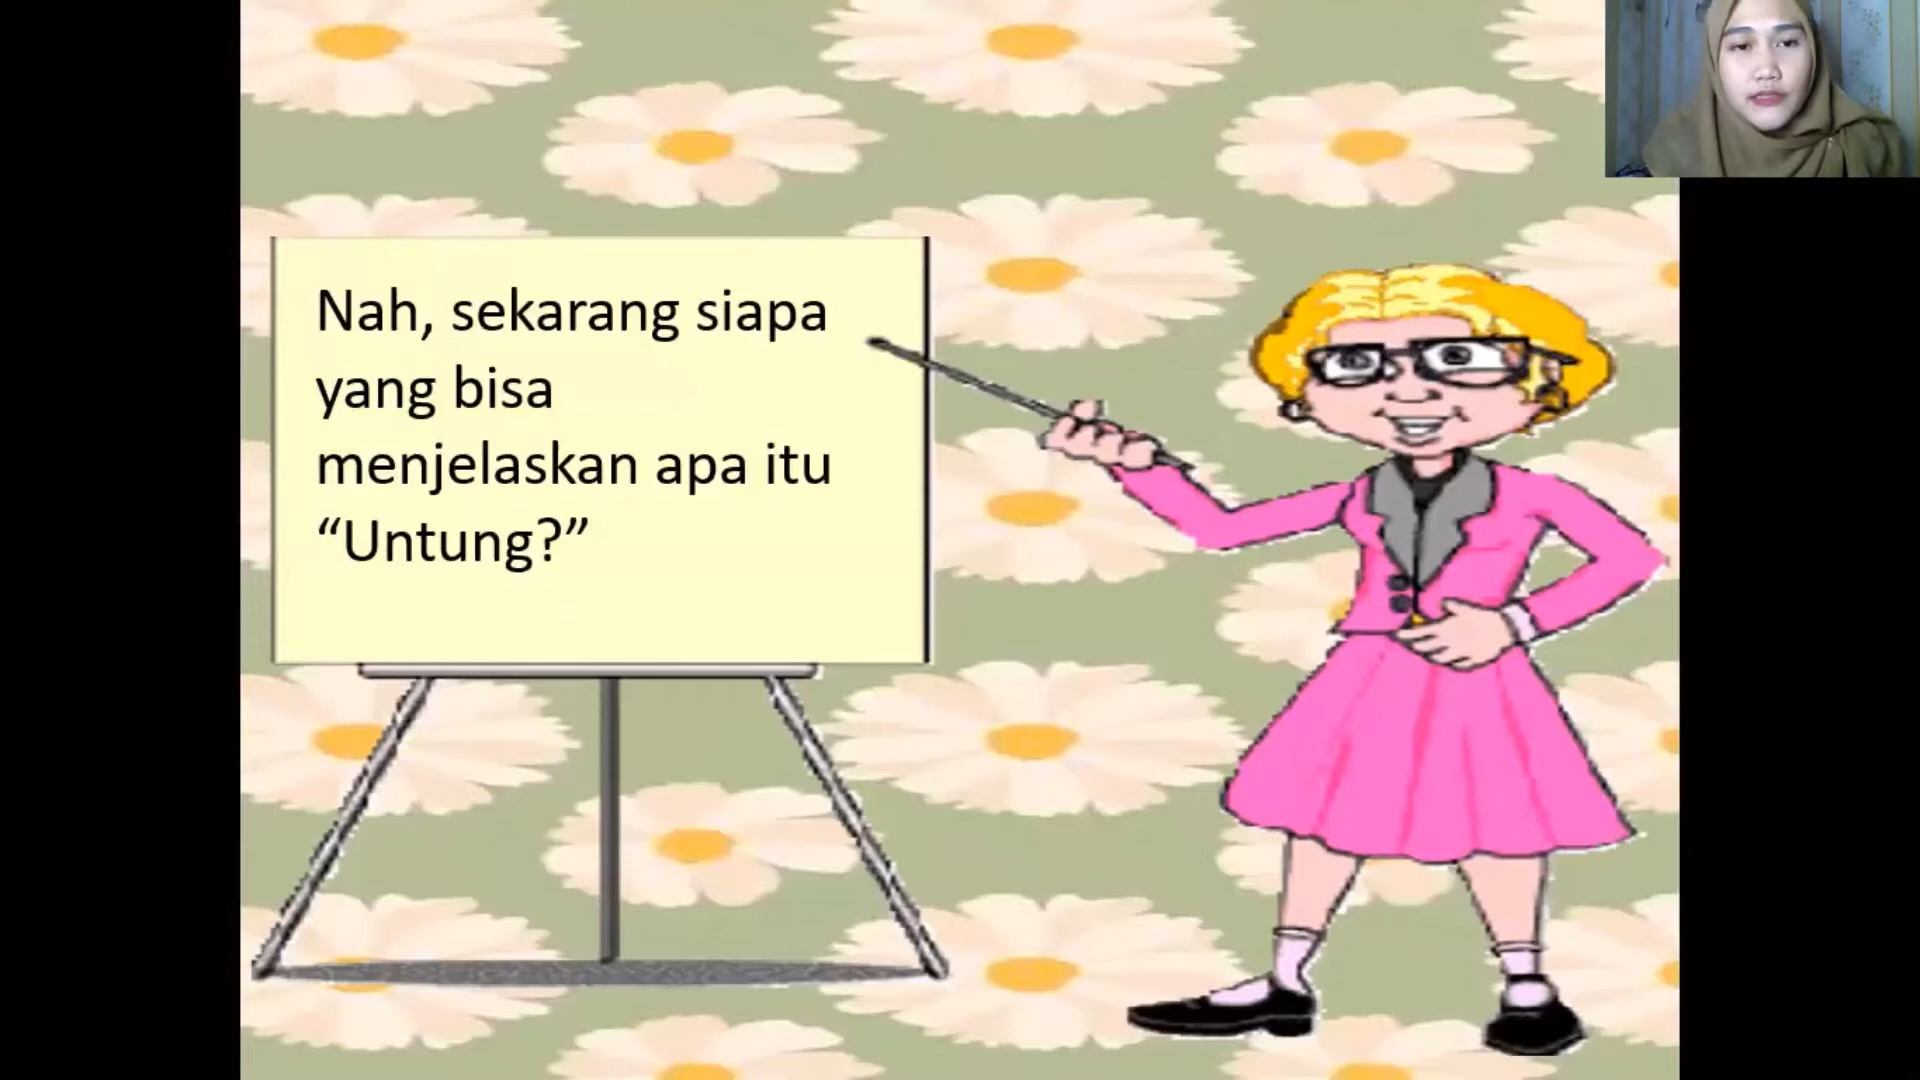 Nah, sekarang siapa
yang bisa
menjelaskan apa itu
“Untung?”